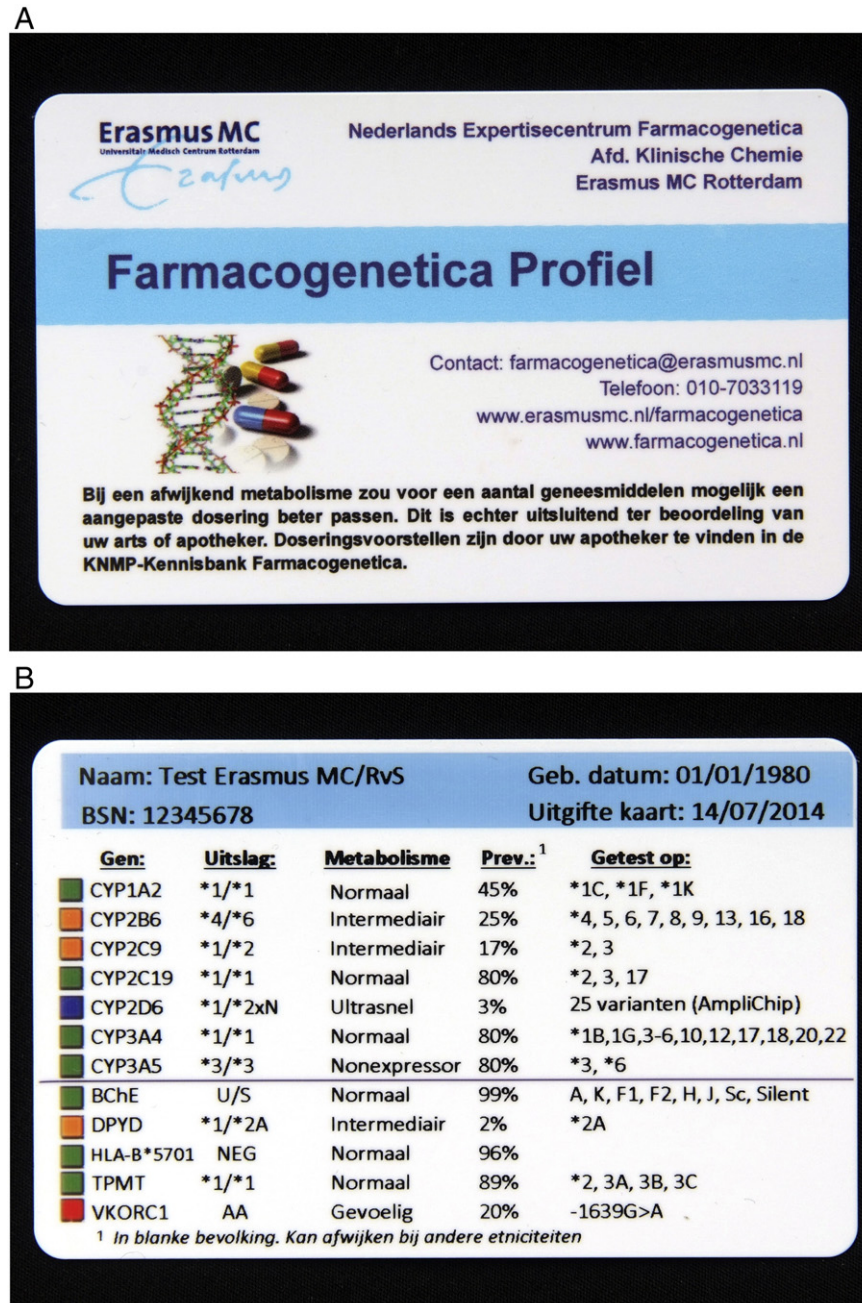 A
Erasmus MC
Universitair Medisch Centrum Rotterdam
Erasmus
Nederlands Expertisecentrum Farmacogenetica
Afd. Klinische Chemie
Erasmus MC Rotterdam
Farmacogenetica Profiel
Contact: farmacogenetica@erasmusmc.nl
Telefoon: 010-7033119
www.erasmusmc.nl/farmacogenetica
www.farmacogenetica.nl
Bij een afwijkend metabolisme zou voor een aantal geneesmiddelen mogelijk een
aangepaste dosering beter passen. Dit is echter uitsluitend ter beoordeling van
uw arts of apotheker. Doseringsvoorstellen zijn door uw apotheker te vinden in de
KNMP-Kennisbank Farmacogenetica.
B
Naam: Test Erasmus MC/RvS Geb. datum: 01/01/1980
BSN: 12345678 Uitgifte kaart: 14/07/2014
Gen: Uitslag: Metabolisme Prev.: 1 Getest op:
CYP1A2 *1/*1 Normaal 45% *1C, *1F, *1K
CYP2B6 *4/*6 Intermediair 25% *4, 5, 6, 7, 8, 9, 13, 16, 18
CYP2C9 *1/*2 Intermediair 17% *2, 3
CYP2C19 *1/*1 Normaal 80% *2, 3, 17
CYP2D6 *1/*2xN Ultrasnel 3% 25 varianten (AmpliChip)
CYP3A4 *1/*1 Normaal 80% *1B,1G,3-6,10,12,17,18,20,22
CYP3A5 *3/*3 Nonexpressor 80% *3, *6
BChE U/S Normaal 99% A, K, F1, F2, H, J, Sc, Silent
DPYD *1/*2A Intermediair 2% *2A
HLA-B*5701 NEG Normaal 96%
TPMT *1/*1 Normaal 89% *2, 3A, 3B, 3C
VKORC1 AA Gevoelig 20% -1639G>A
1 In blanke bevolking. Kan afwijken bij andere etniciteiten